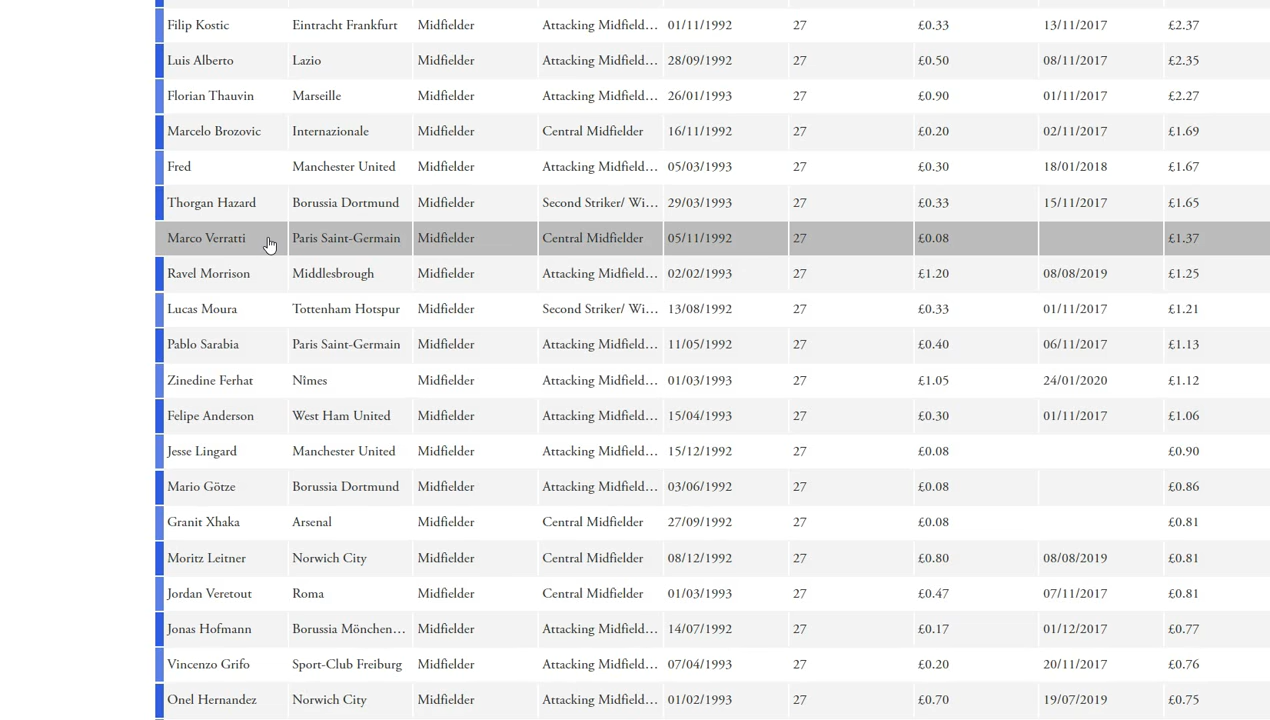 Filip Kostic Eintracht Frankfurt Midfielder Attacking Midfield... 01/11/1992 27 £0.33 13/11/2017 £2.37
Luis Alberto Lazio Midfielder Attacking Midfield... 28/09/1992 27 £0.50 08/11/2017 £2.35
Florian Thauvin Marseille Midfielder Attacking Midfield... 26/01/1993 27 £0.90 01/11/2017 £2.27
Marcelo Brozovic Internazionale Midfielder Central Midfielder 16/11/1992 27 £0.20 02/11/2017 £1.69
Fred Manchester United Midfielder Attacking Midfield... 05/03/1993 27 £0.30 18/01/2018 £1.67
Thorgan Hazard Borussia Dortmund Midfielder Second Striker/ Wi... 29/03/1993 27 £0.33 15/11/2017 £1.65
Marco Verratti Paris Saint-Germain Midfielder Central Midfielder 05/11/1992 27 £0.08 £1.37
Ravel Morrison Middlesbrough Midfielder Attacking Midfield... 02/02/1993 27 £1.20 08/08/2019 £1.25
Lucas Moura Tottenham Hotspur Midfielder Second Striker/ Wi... 13/08/1992 27 £0.33 01/11/2017 £1.21
Pablo Sarabia Paris Saint-Germain Midfielder Attacking Midfield... 11/05/1992 27 £0.40 06/11/2017 £1.13
Zinedine Ferhat Nîmes Midfielder Attacking Midfield... 01/03/1993 27 £1.05 24/01/2020 £1.12
Felipe Anderson West Ham United Midfielder Attacking Midfield... 15/04/1993 27 £0.30 01/11/2017 £1.06
Jesse Lingard Manchester United Midfielder Attacking Midfield... 15/12/1992 27 £0.08 £0.90
Mario Götze Borussia Dortmund Midfielder Attacking Midfield... 03/06/1992 27 £0.08 £0.86
Granit Xhaka Arsenal Midfielder Central Midfielder 27/09/1992 27 £0.08 £0.81
Moritz Leitner Norwich City Midfielder Central Midfielder 08/12/1992 27 £0.80 08/08/2019 £0.81
Jordan Veretout Roma Midfielder Central Midfielder 01/03/1993 27 £0.47 07/11/2017 £0.81
Jonas Hofmann Borussia Mönchen... Midfielder Attacking Midfield... 14/07/1992 27 £0.17 01/12/2017 £0.77
Vincenzo Grifo Sport-Club Freiburg Midfielder Attacking Midfield... 07/04/1993 27 £0.20 20/11/2017 £0.76
Onel Hernandez Norwich City Midfielder Attacking Midfield... 01/02/1993 27 £0.70 19/07/2019 £0.75